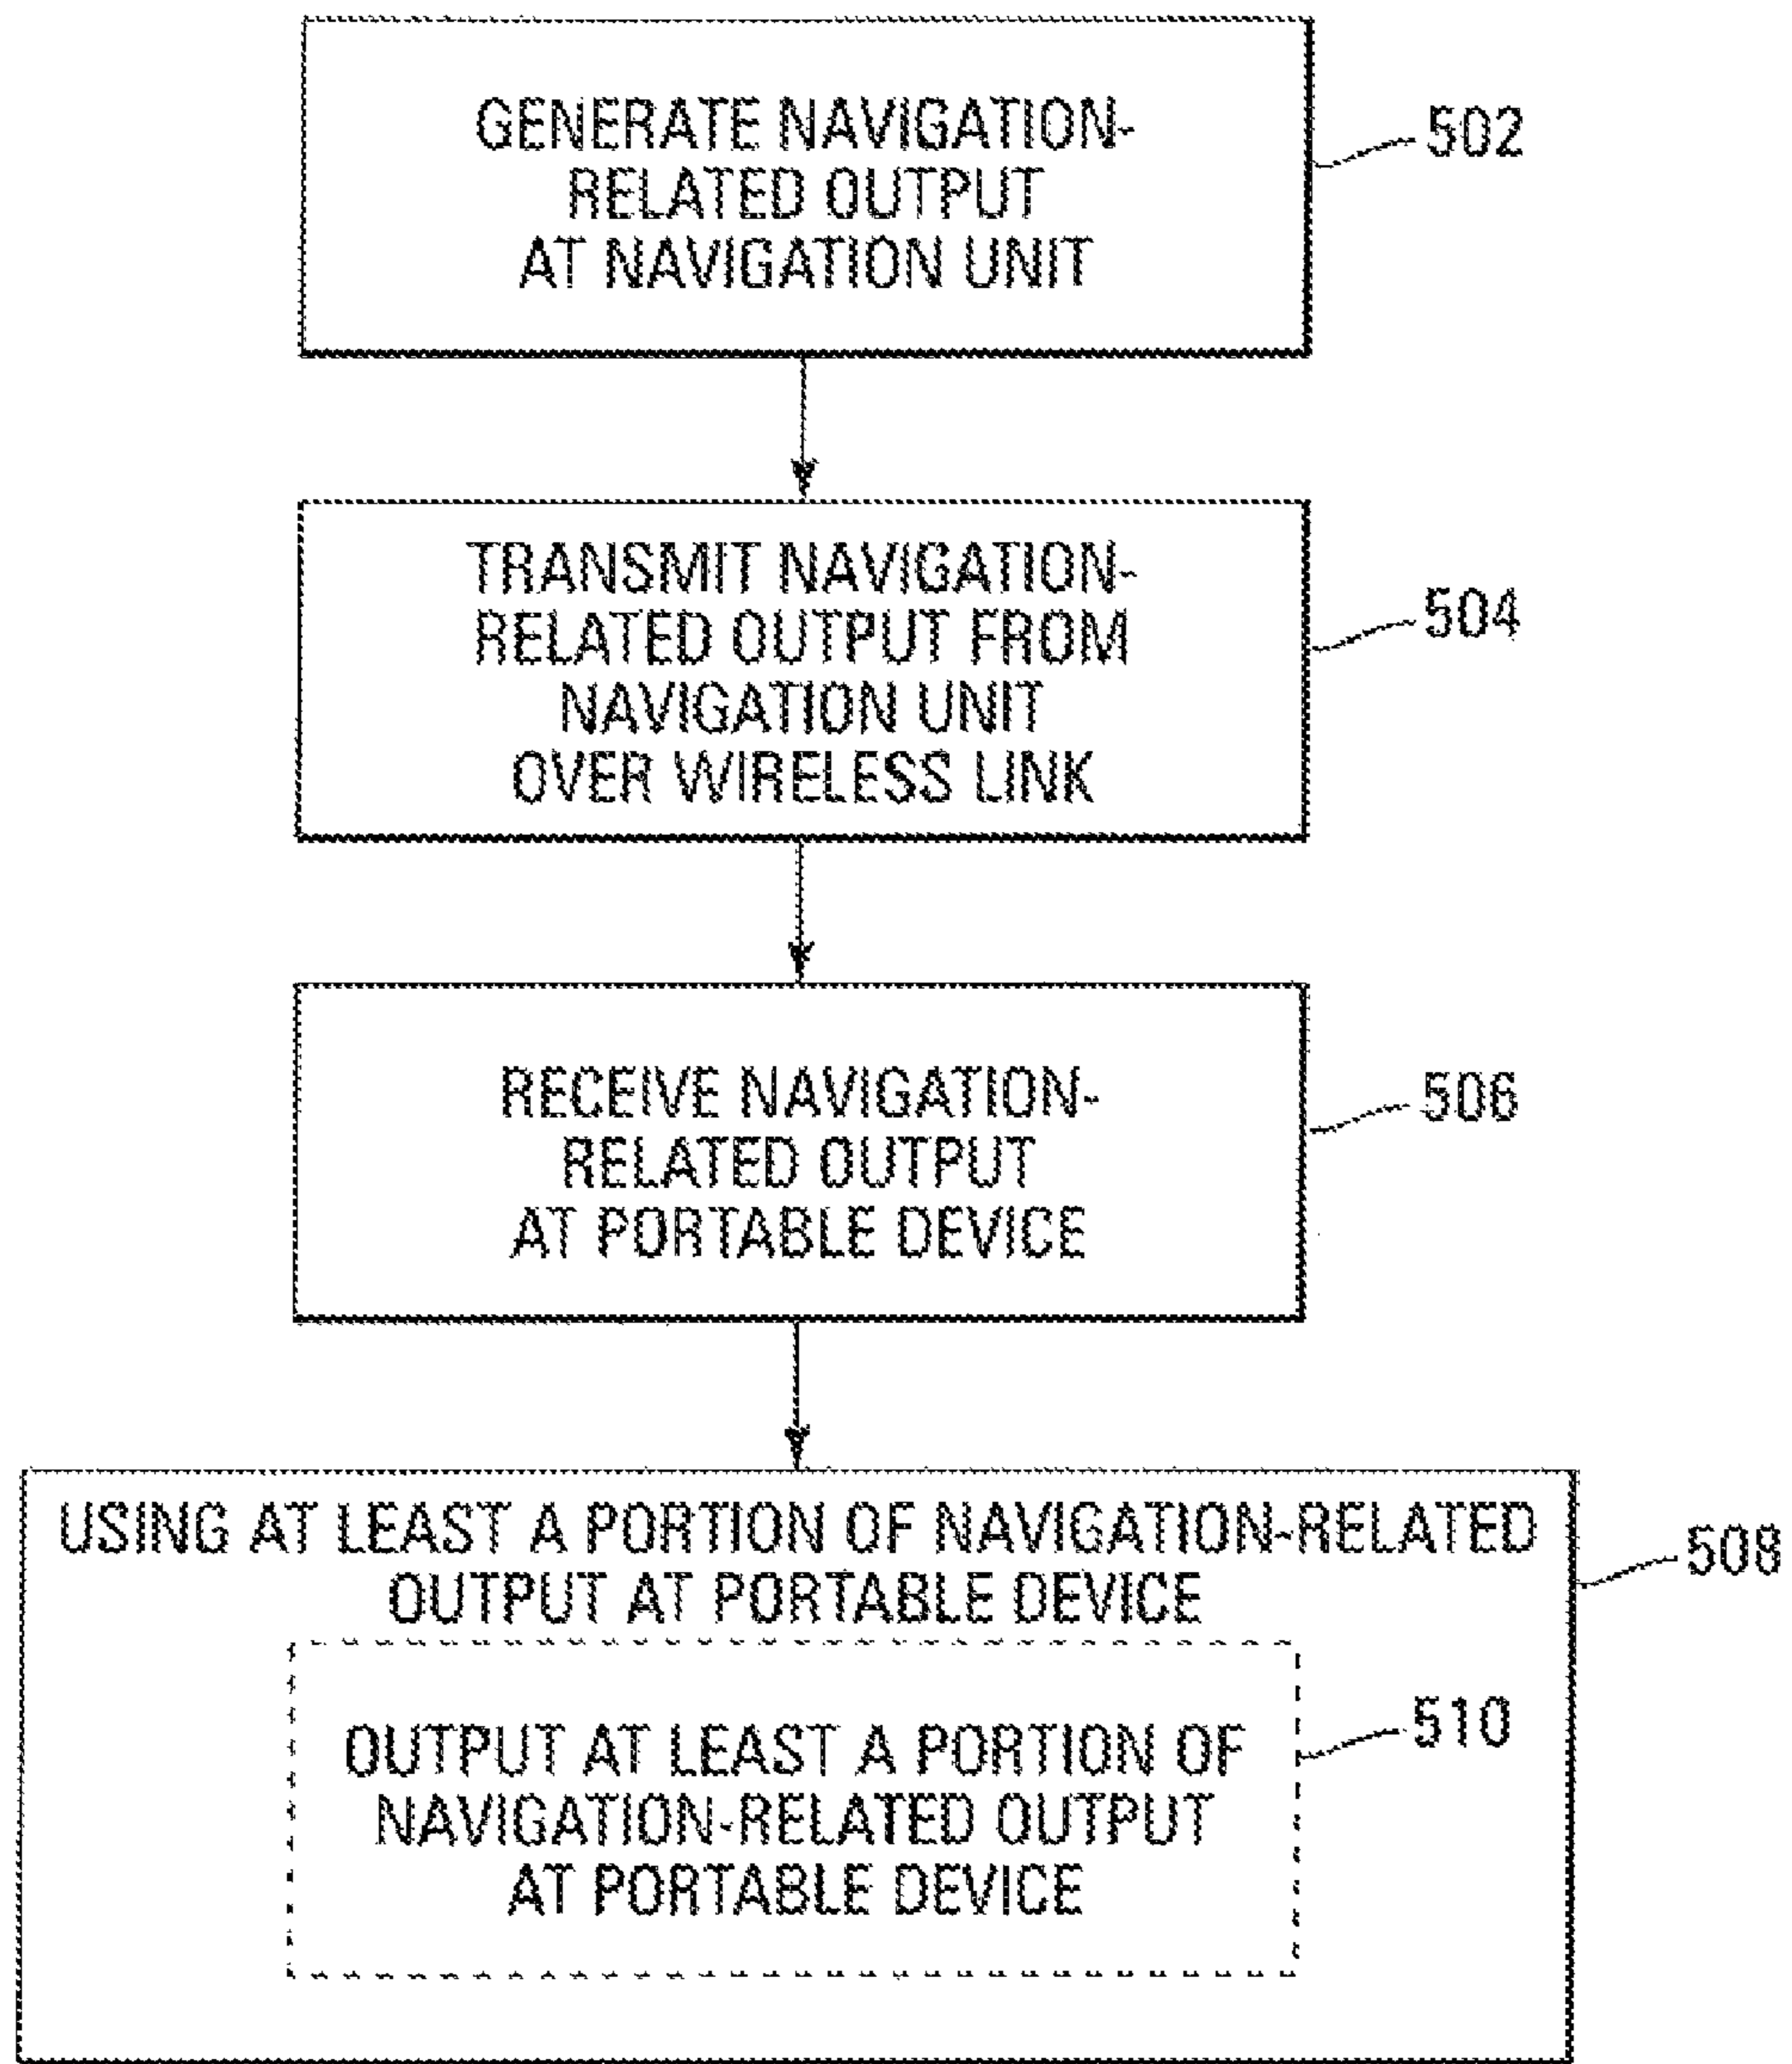 GENERATE NAVIGATION-
RELATED OUTPUT
AT NAVIGATION UNIT
502
TRANSMIT NAVIGATION-
RELATED OUTPUT FROM
NAVIGATION UNIT
OVER WIRELESS LINK
504
RECEIVE NAVIGATION-
RELATED OUTPUT
AT PORTABLE DEVICE
506
USING AT LEAST A PORTION OF NAVIGATION-RELATED
OUTPUT AT PORTABLE DEVICE
508
OUTPUT AT LEAST A PORTION OF
NAVIGATION-RELATED OUTPUT
AT PORTABLE DEVICE
510